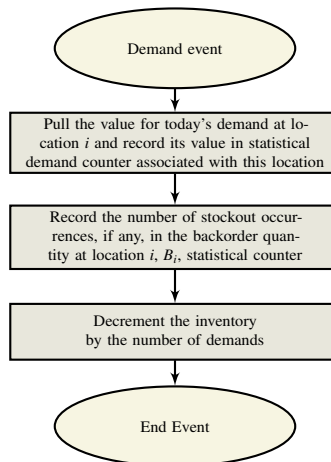 Demand event
Pull the value for today's demand at lo-
cation i and record its value in statistical
demand counter associated with this location
Record the number of stockout occur-
rences, if any, in the backorder quan-
tity at location i, Bi, statistical counter
Decrement the inventory
by the number of demands
End Event